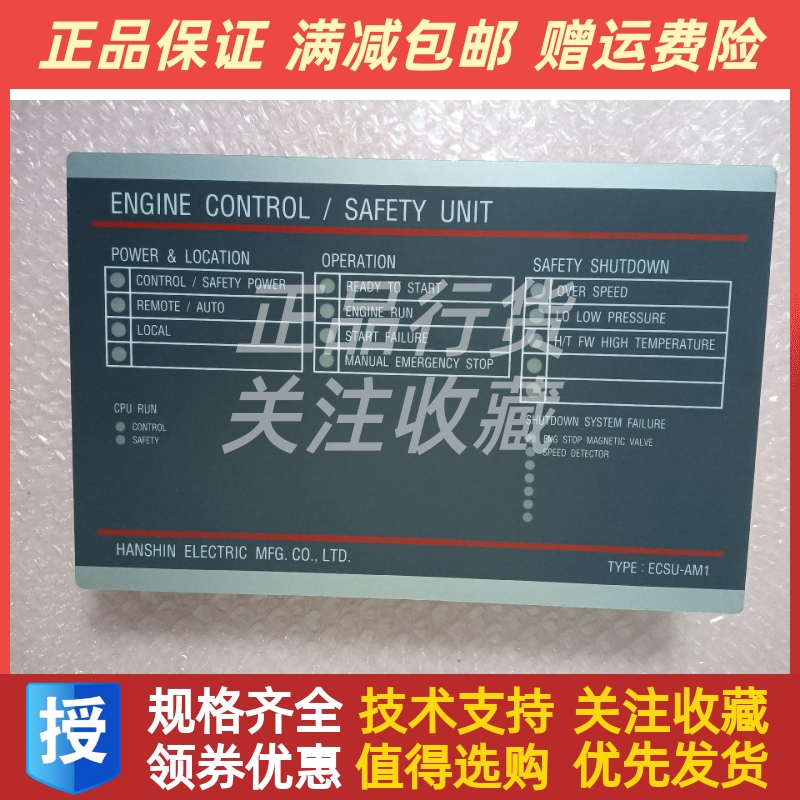 正品保证 满减包邮 赠运费险
ENGINE CONTROL / SAFETY UNIT
POWER & LOCATION
CONTROL / SAFETY POWER
REMOTE / AUTO
LOCAL
OPERATION
READY TO START
ENGINE RUN
START FAILURE
MANUAL EMERGENCY STOP
SAFETY SHUTDOWN
OVER SPEED
LO LOW PRESSURE
H/T FW HIGH TEMPERATURE
正品行货
关注收藏
CPU RUN
CONTROL
SAFETY
SHUTDOWN SYSTEM FAILURE
ENG STOP MAGNETIC VALVE
SPEED DETECTOR
HANSHIN ELECTRIC MFG. CO., LTD.
TYPE : ECSU-AM1
授
规格齐全 技术支持 关注收藏
领券优惠 值得选购 优先发货